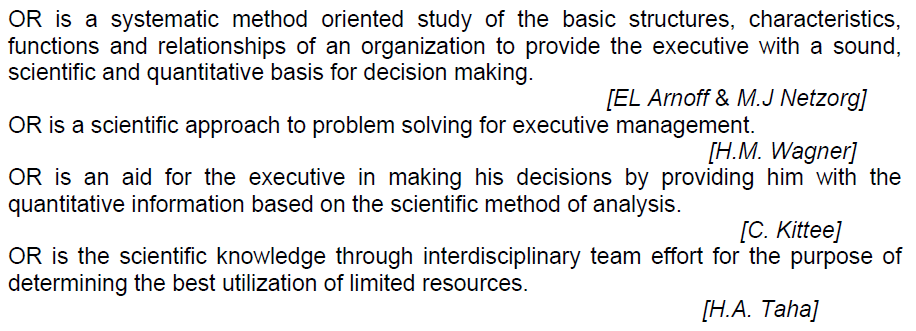 OR is a systematic method oriented study of the basic structures, characteristics,
functions and relationships of an organization to provide the executive with a sound,
scientific and quantitative basis for decision making.
[EL Arnoff & M.J Netzorg]
OR is a scientific approach to problem solving for executive management.
[H.M. Wagner]
OR is an aid for the executive in making his decisions by providing him with the
quantitative information based on the scientific method of analysis.
[C. Kittee]
OR is the scientific knowledge through interdisciplinary team effort for the purpose of
determining the best utilization of limited resources.
[H.A. Taha]